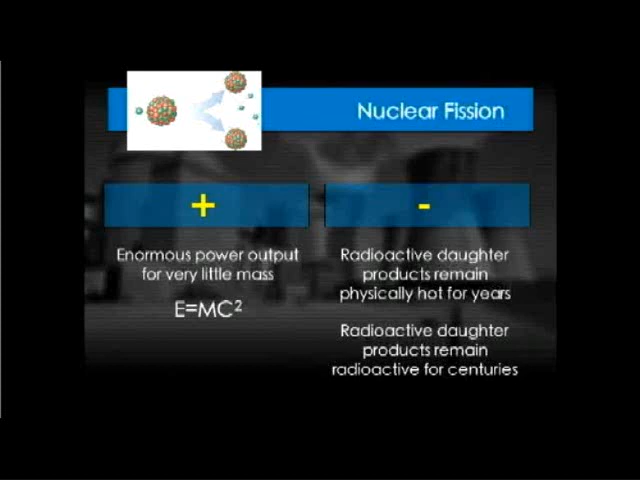 Nuclear Fission
+
-
Enormous power output
for very little mass
E=MC²
Radioactive daughter
products remain
physically hot for years
Radioactive daughter
products remain
radioactive for centuries